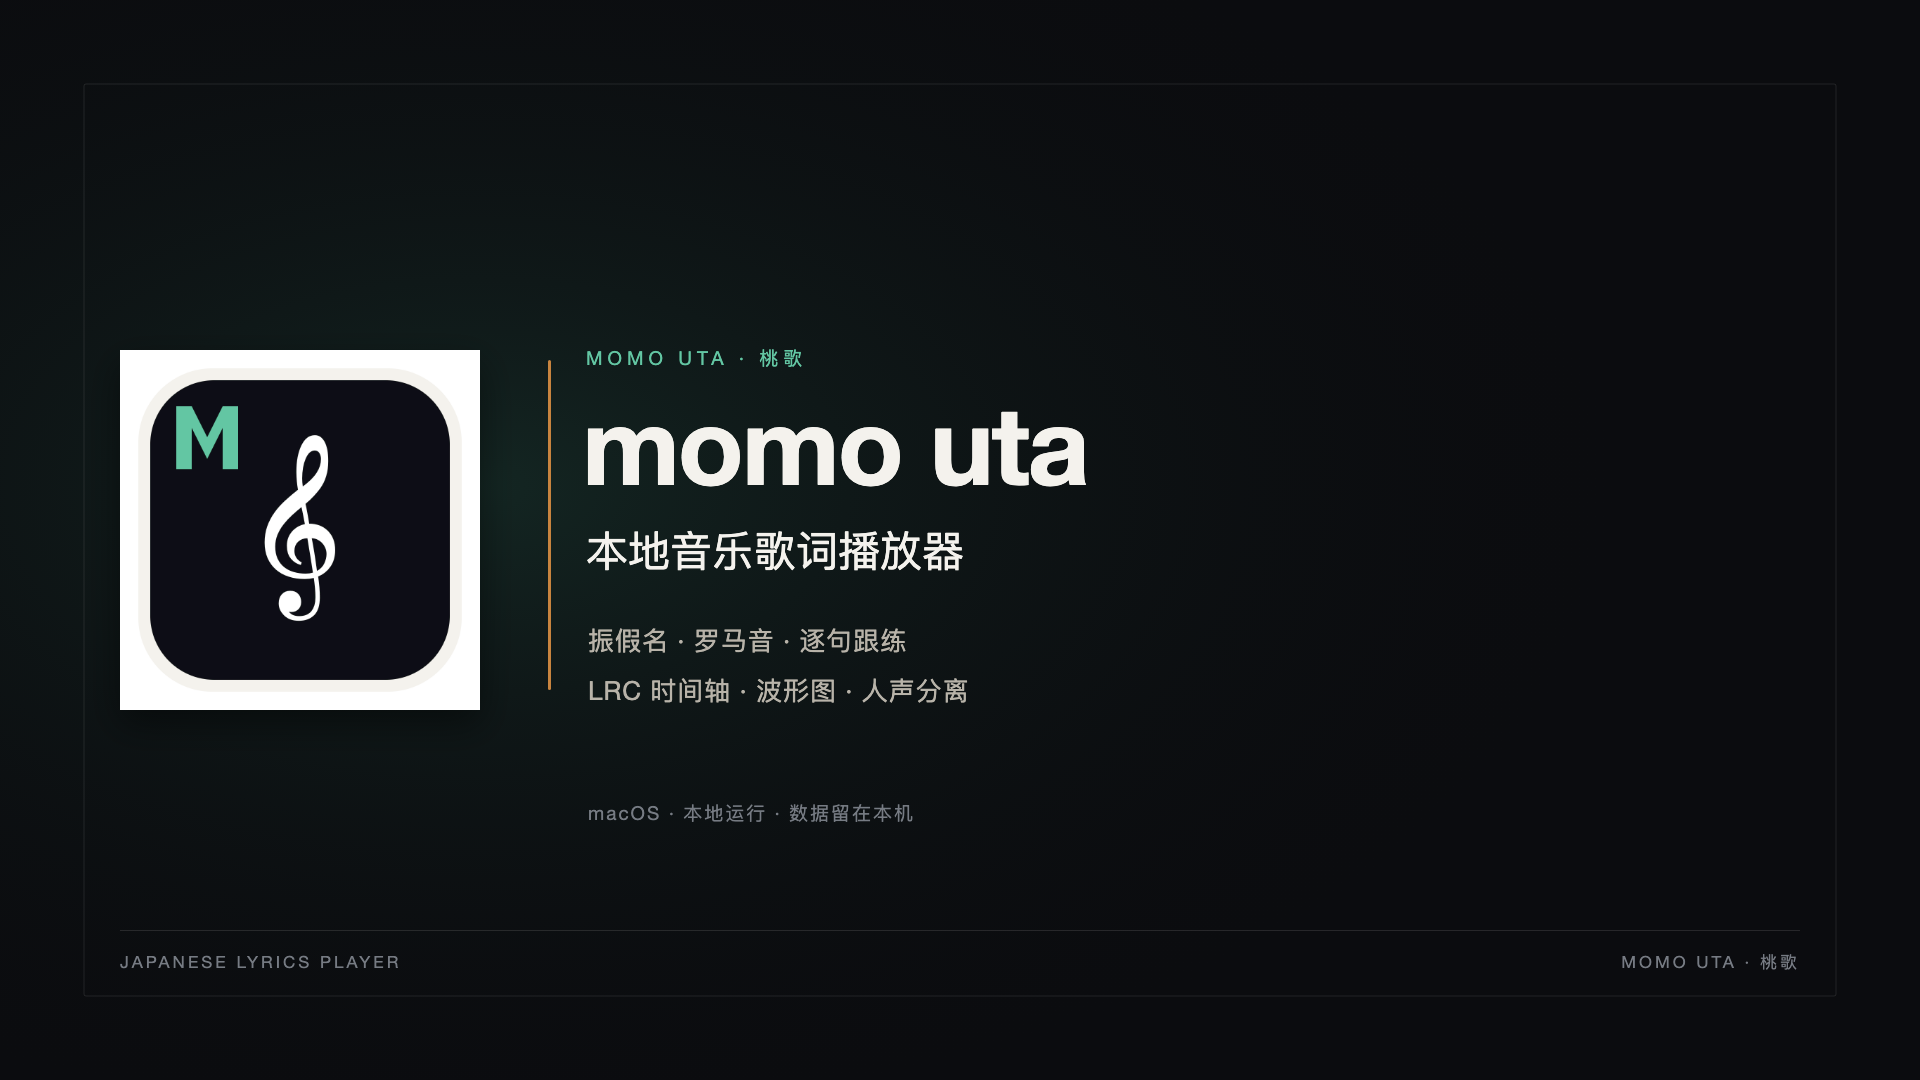 M
MOMO UTA · 桃歌
momo uta
本地音乐歌词播放器
振假名 · 罗马音 · 逐句跟练
LRC 时间轴 · 波形图 · 人声分离
macOS · 本地运行 · 数据留在本机
JAPANESE LYRICS PLAYER
MOMO UTA · 桃歌